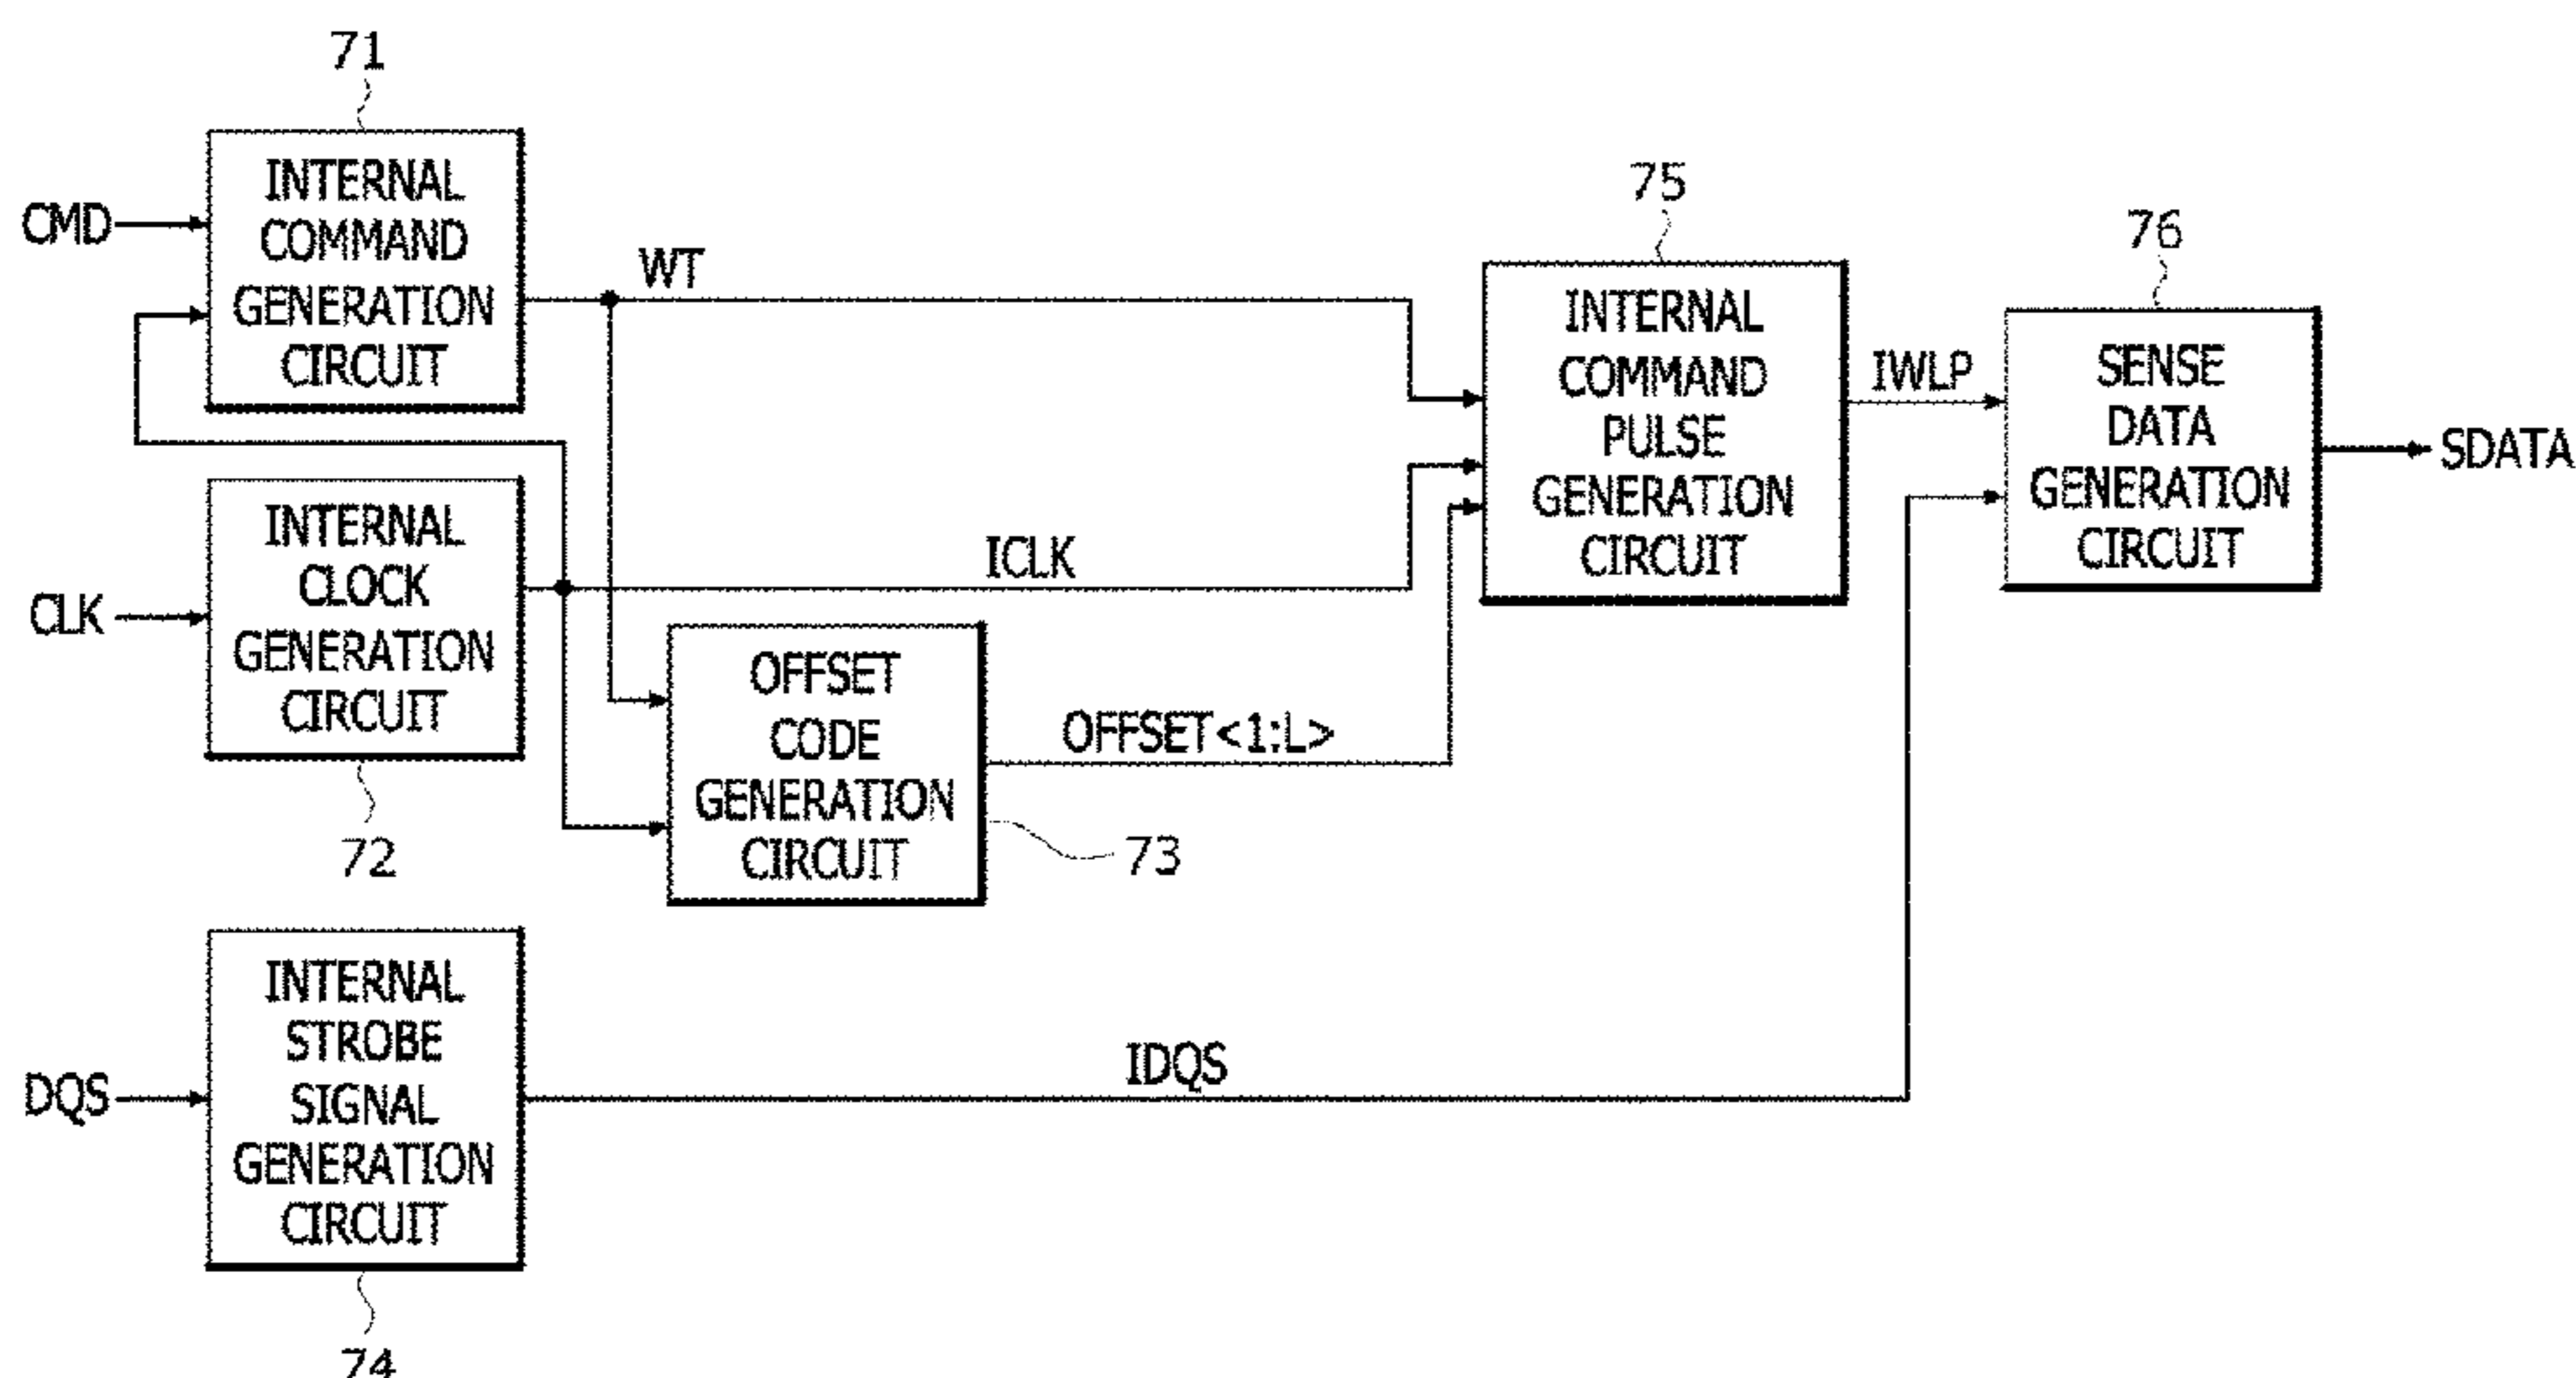 71
INTERNAL
COMMAND
GENERATION
CIRCUIT
CMD
WT
75
INTERNAL
COMMAND
PULSE
GENERATION
CIRCUIT
IWLP
76
SENSE
DATA
GENERATION
CIRCUIT
SDATA
INTERNAL
CLOCK
GENERATION
CIRCUIT
CLK
72
ICLK
OFFSET
CODE
GENERATION
CIRCUIT
73
OFFSET<1:L>
INTERNAL
STROBE
SIGNAL
GENERATION
CIRCUIT
DQS
IDQS
74